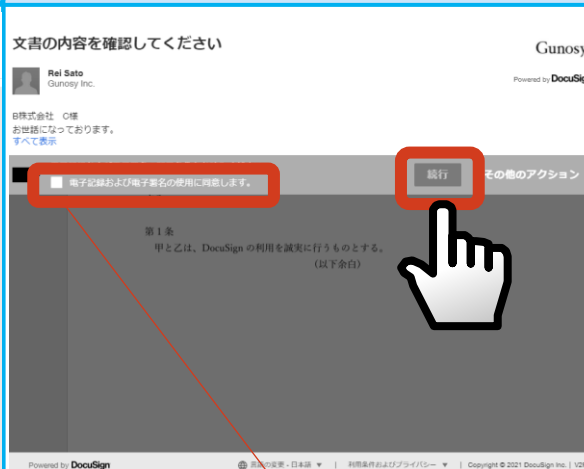 文書の内容を確認してください
Gunosy
Rei Sato
Gunosy Inc.
Powered by DocuSig
B株式会社　C様
お世話になっております。
すべて表示
電子記録および電子署名の使用に同意します。
続行
その他のアクション
第1条
甲と乙は、DocuSign の利用を誠実に行うものとする。
（以下余白）
Powered by DocuSign
言語の変更 - 日本語 ▼ | 利用条件およびプライバシー ▼ | Copyright © 2021 DocuSign Inc. | V2